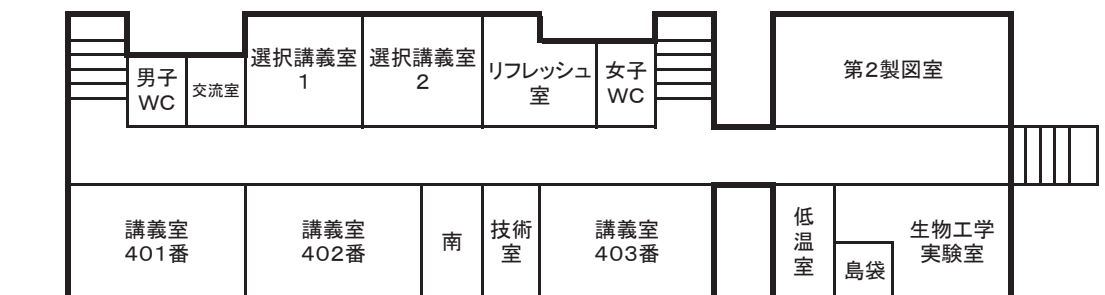 男子
WC
交流室
選択講義室
1
選択講義室
2
リフレッシュ
室
女子
WC
第2製図室
講義室
401番
講義室
402番
南
技術
室
講義室
403番
低
温
室
島袋
生物工学
実験室